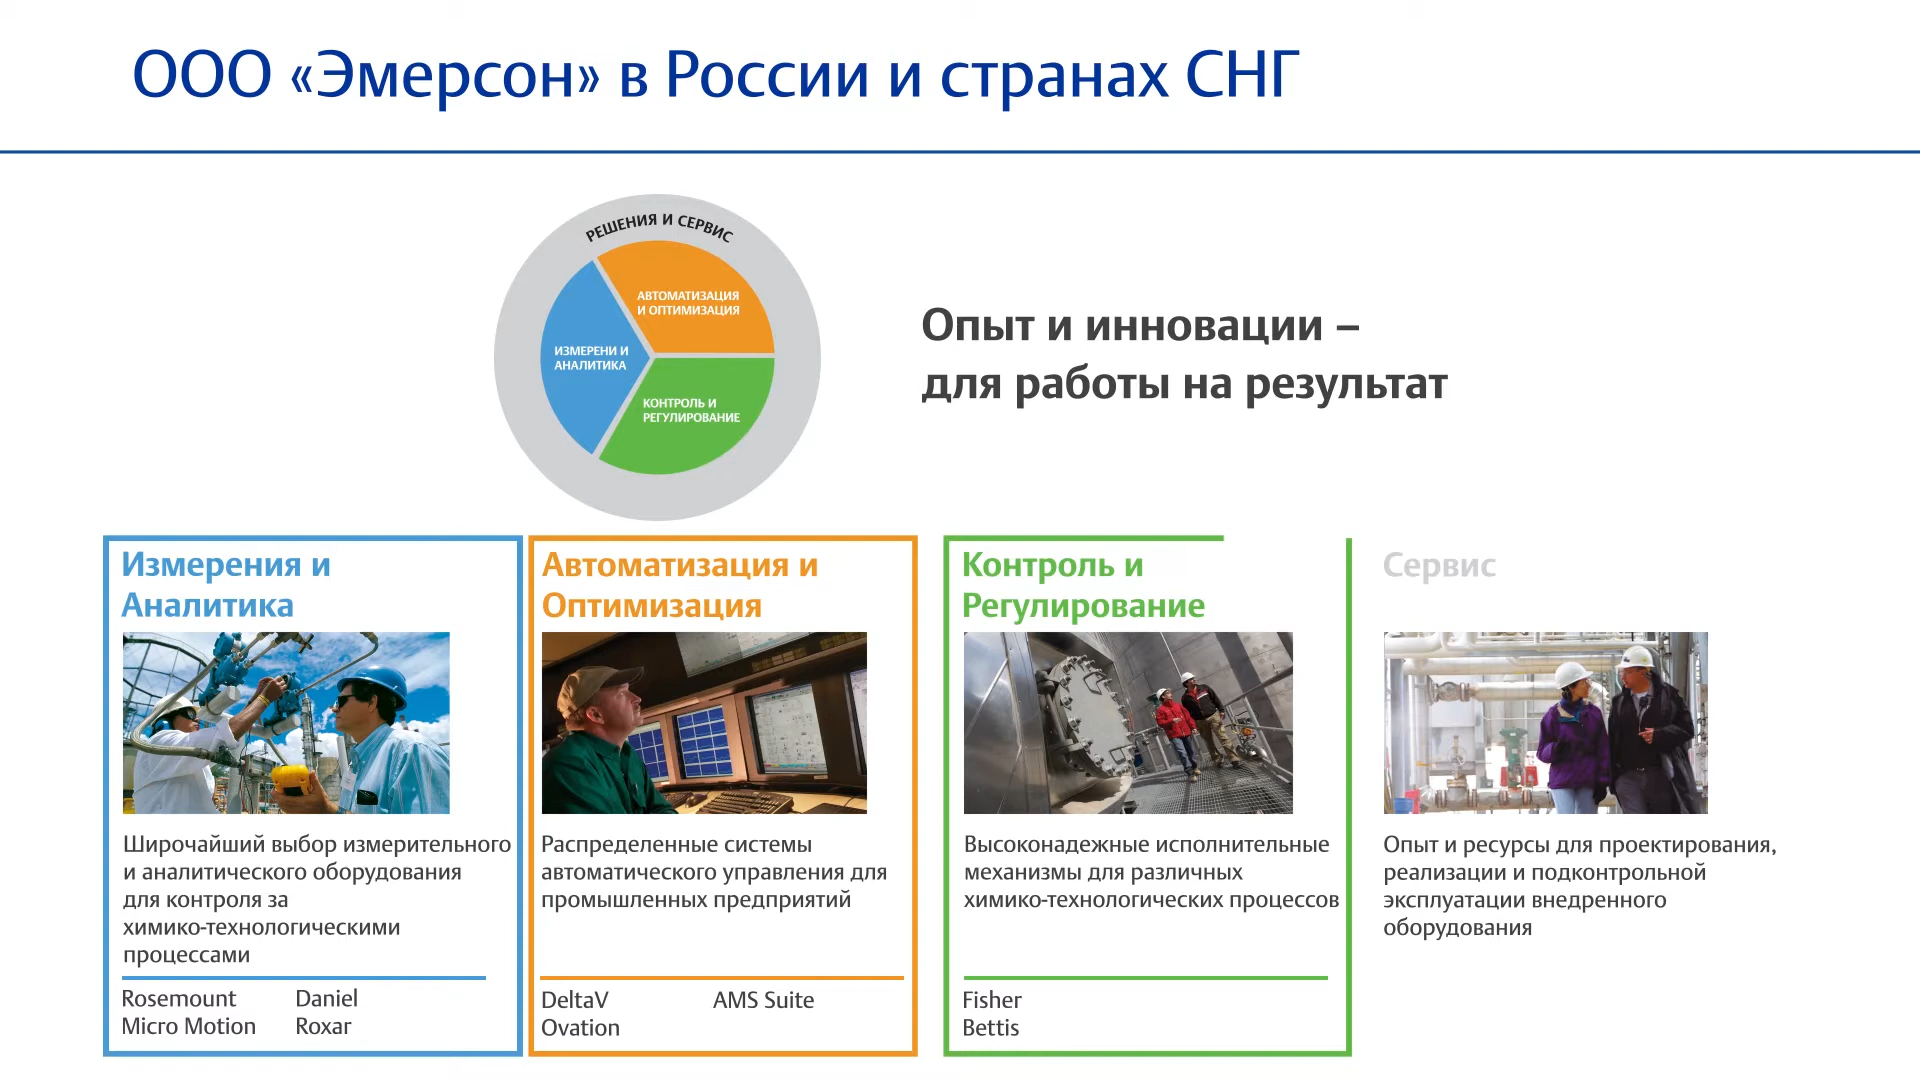 ООО «Эмерсон» в России и странах СНГ
РЕШЕНИЯ И СЕРВИС
АВТОМАТИЗАЦИЯ
И ОПТИМИЗАЦИЯ
ИЗМЕРЕНИ И
АНАЛИТИКА
КОНТРОЛЬ И
РЕГУЛИРОВАНИЕ
Опыт и инновации –
для работы на результат
Измерения и
Аналитика
Широчайший выбор измерительного
и аналитического оборудования
для контроля за
химико-технологическими
процессами
Rosemount Daniel
Micro Motion Roxar
Автоматизация и
Оптимизация
Распределенные системы
автоматического управления для
промышленных предприятий
DeltaV AMS Suite
Ovation
Контроль и
Регулирование
Высоконадежные исполнительные
механизмы для различных
химико-технологических процессов
Fisher
Bettis
Сервис
Опыт и ресурсы для проектирования,
реализации и подконтрольной
эксплуатации внедренного
оборудования